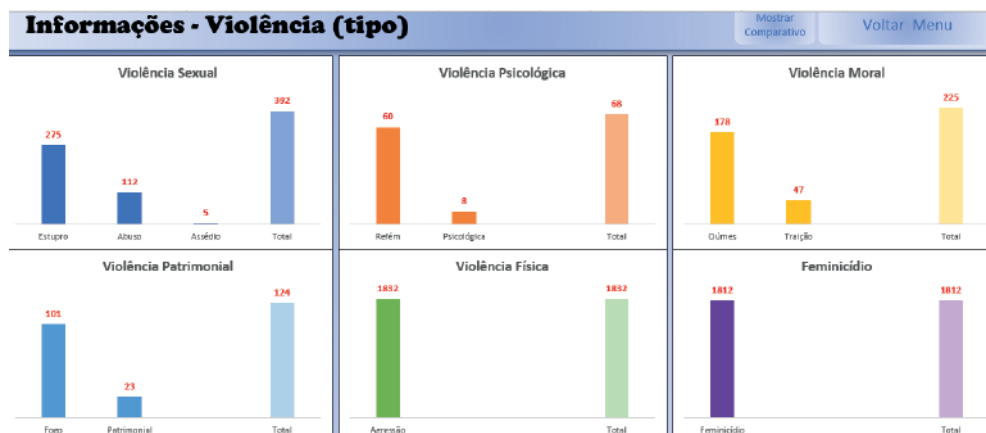 Informações - Violência (tipo)
Mostrar
Comparativo
Voltar Menu
Violência Sexual
392
275
112
5
Estupro Abuso Assédio Total
Violência Psicológica
60
68
8
Refém Psicológica Total
Violência Moral
225
178
47
Ciúmes Traição Total
Violência Patrimonial
124
101
23
Fogo Patrimonial Total
Violência Física
1832 1832
Agressão Total
Feminicídio
1812 1812
Feminicídio Total